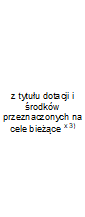 z tytułu dotacji i
środków
przeznaczonych na
cele bieżące x 3)